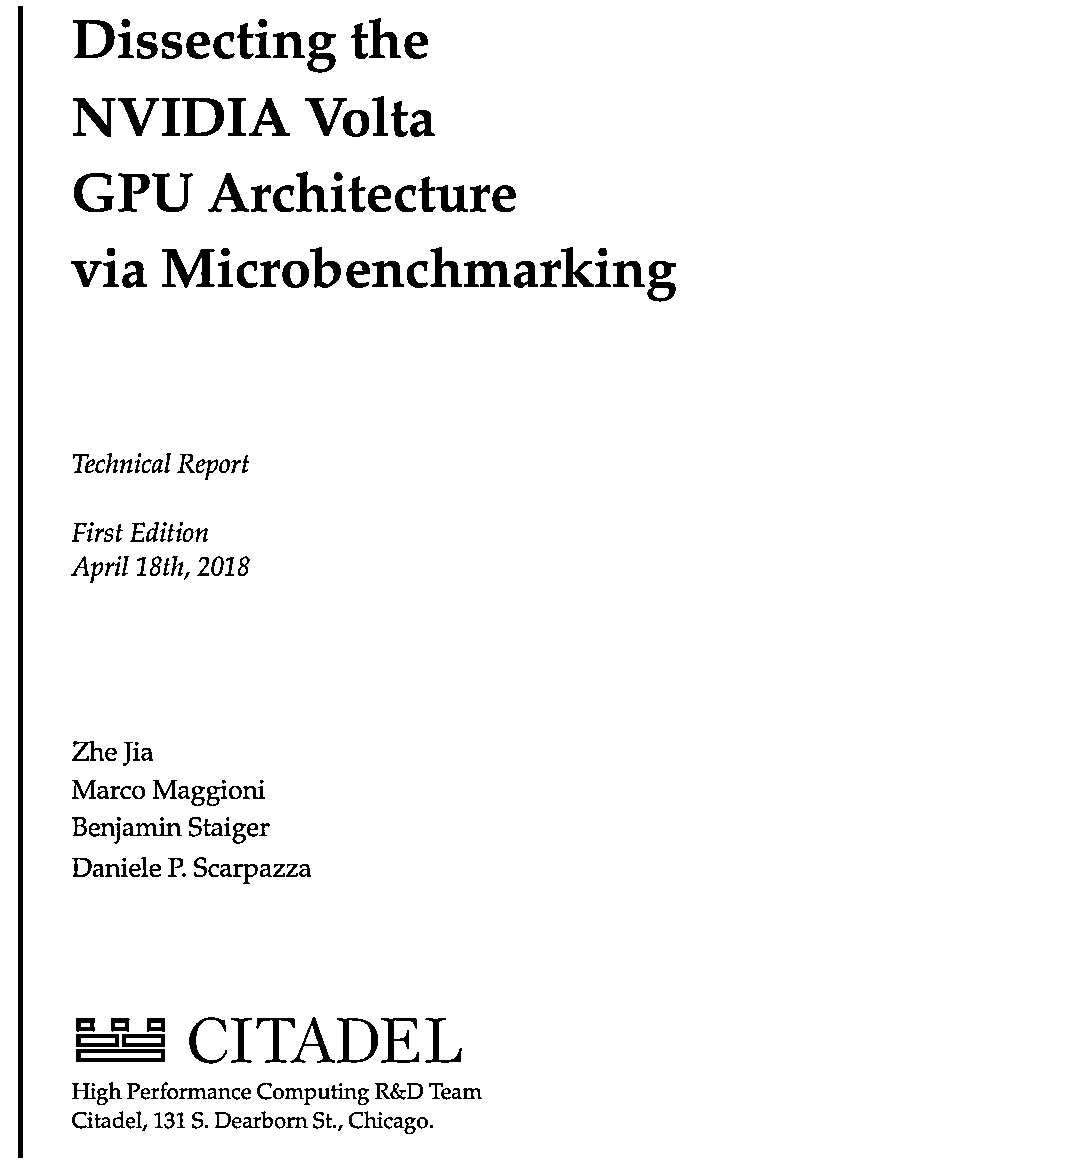 Dissecting the
NVIDIA Volta
GPU Architecture
via Microbenchmarking
Technical Report
First Edition
April 18th, 2018
Zhe Jia
Marco Maggioni
Benjamin Staiger
Daniele P. Scarpazza
CITADEL
High Performance Computing R&D Team
Citadel, 131 S. Dearborn St., Chicago.